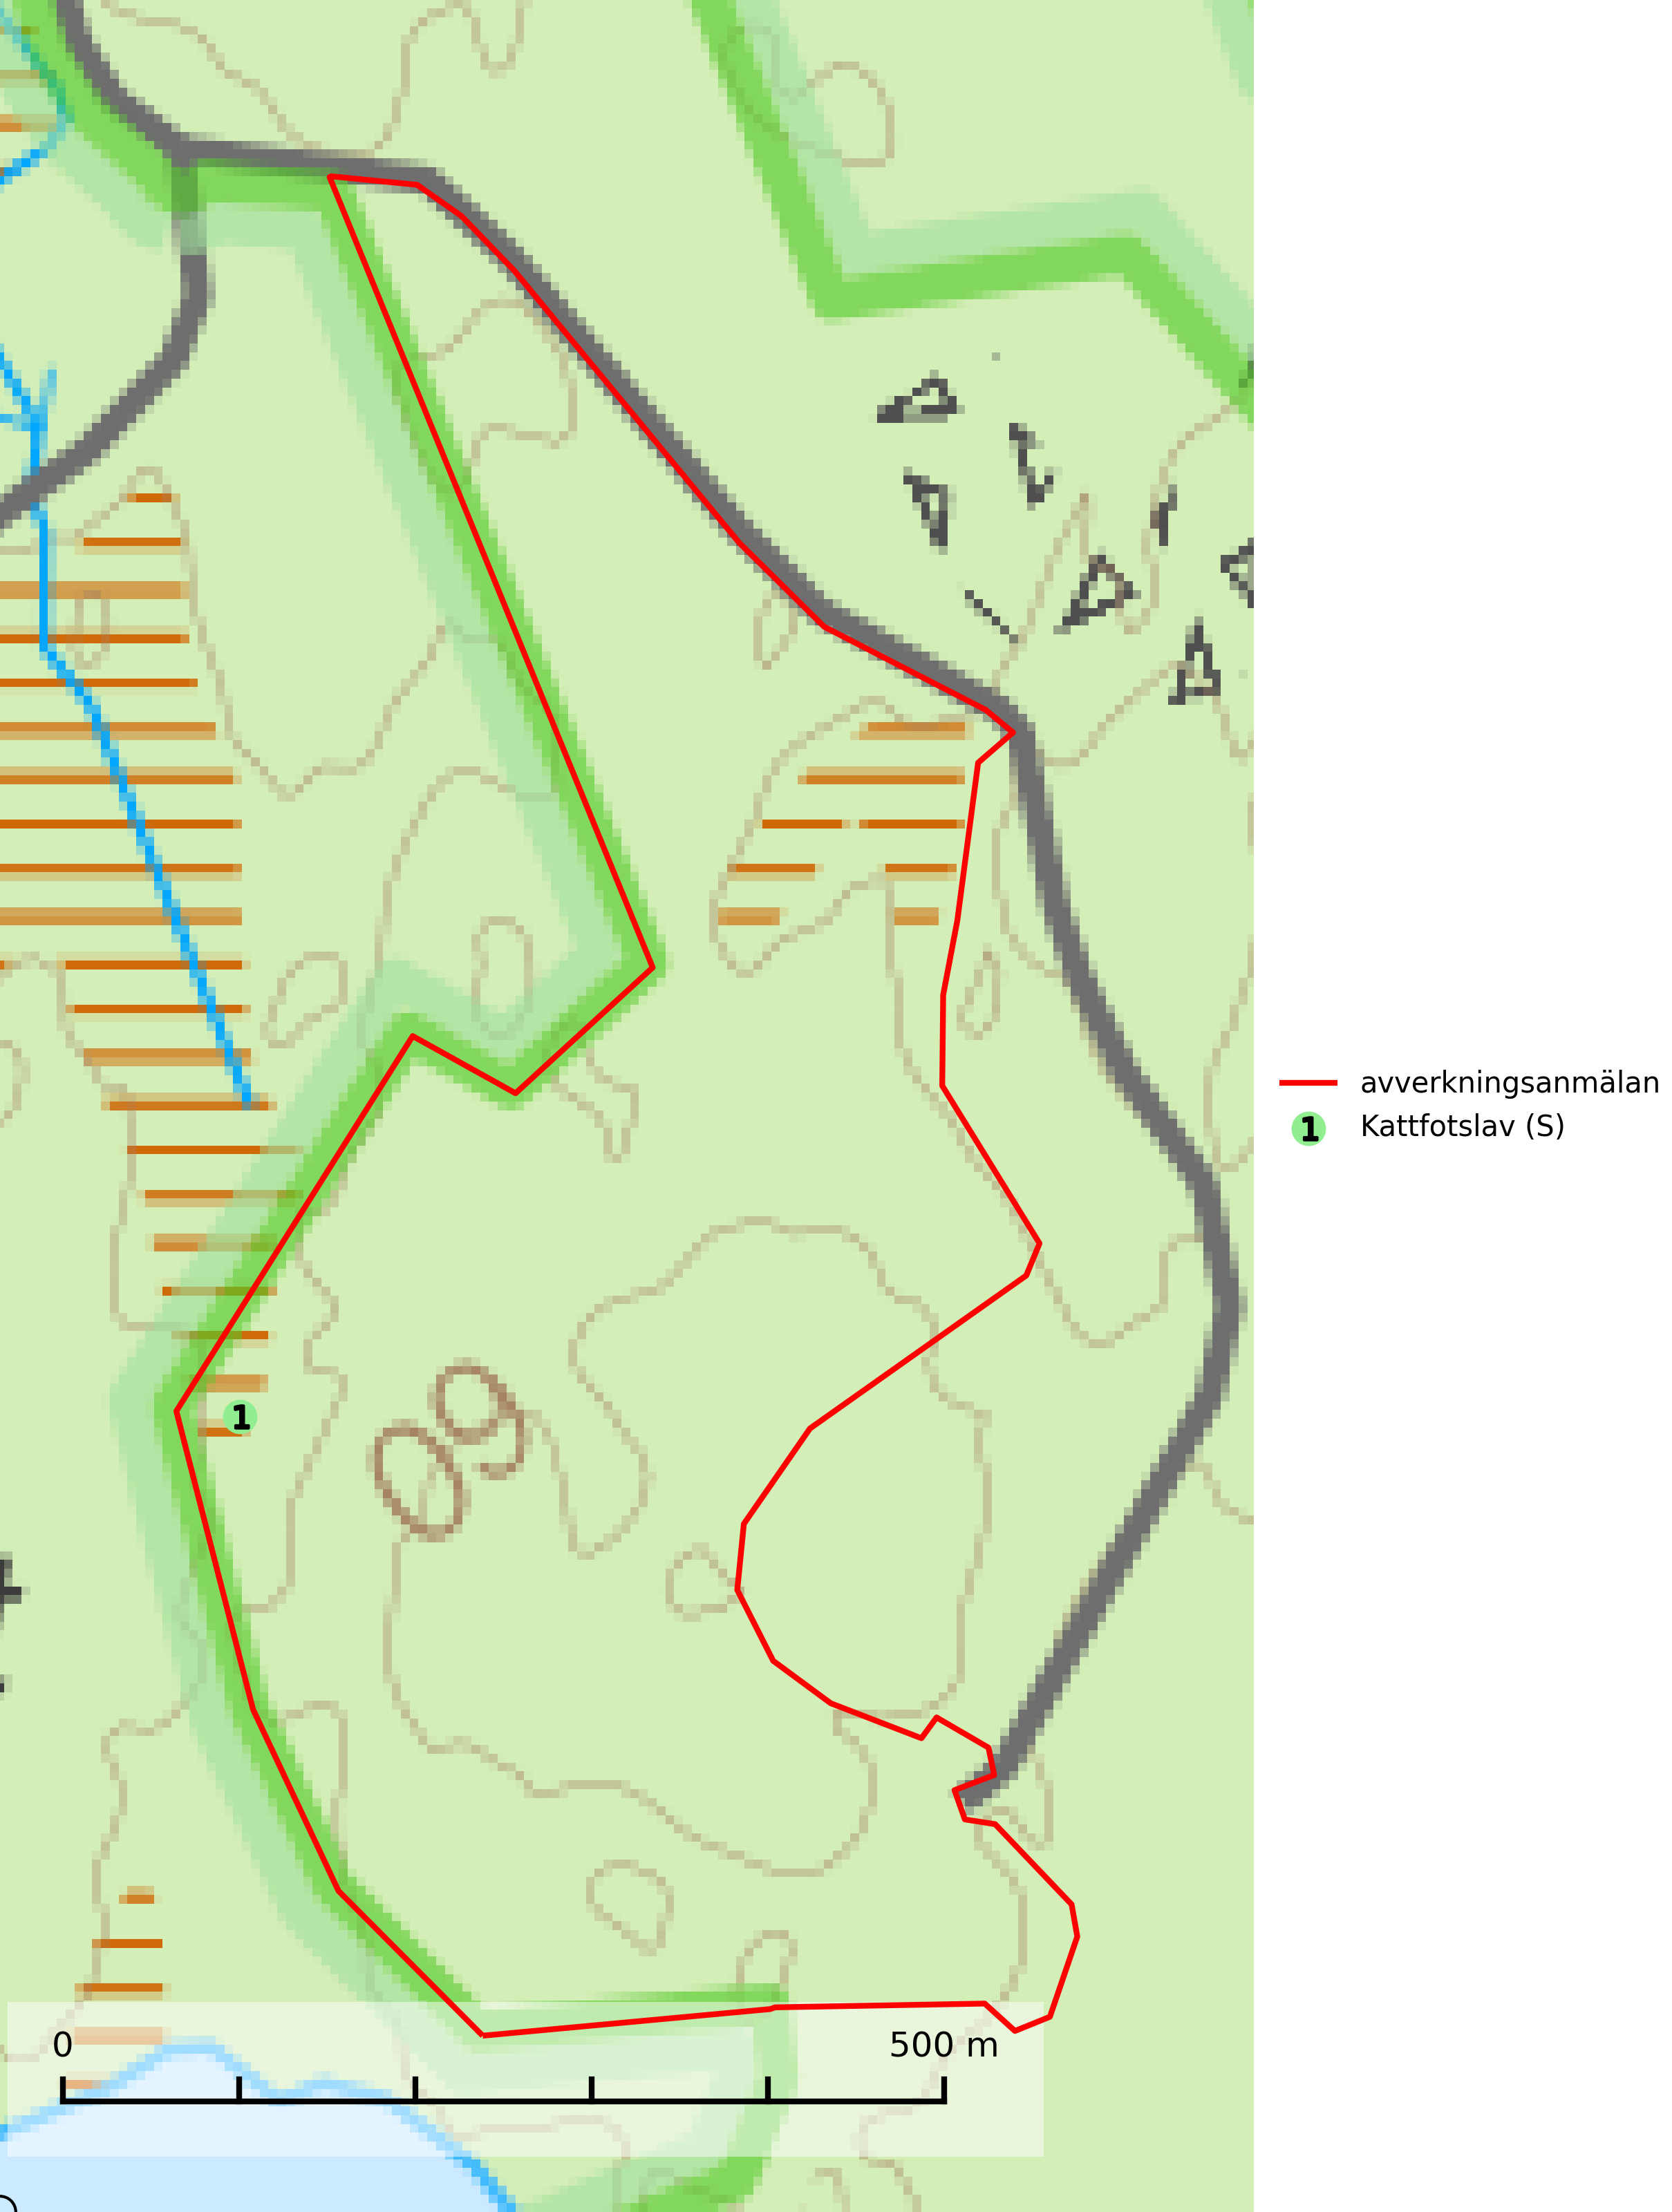 60
1
avverkningsanmälan
1 Kattfotslav (S)
0 500 m